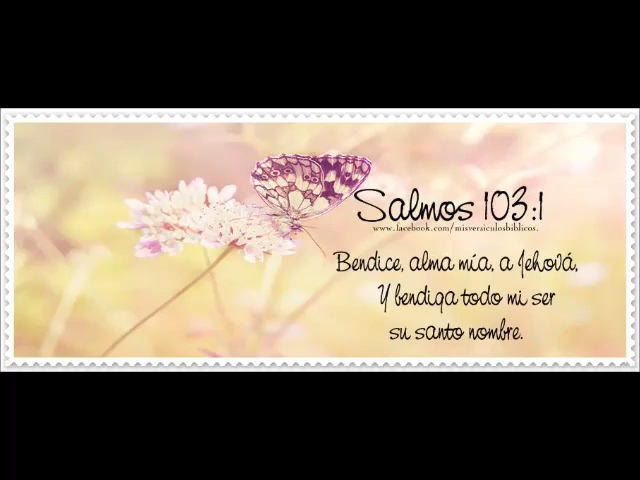 Salmos 103:1
www.facebook.com/misversiculosbiblicos.
Bendice, alma mía, a Jehová,
Y bendiga todo mi ser
su santo nombre.